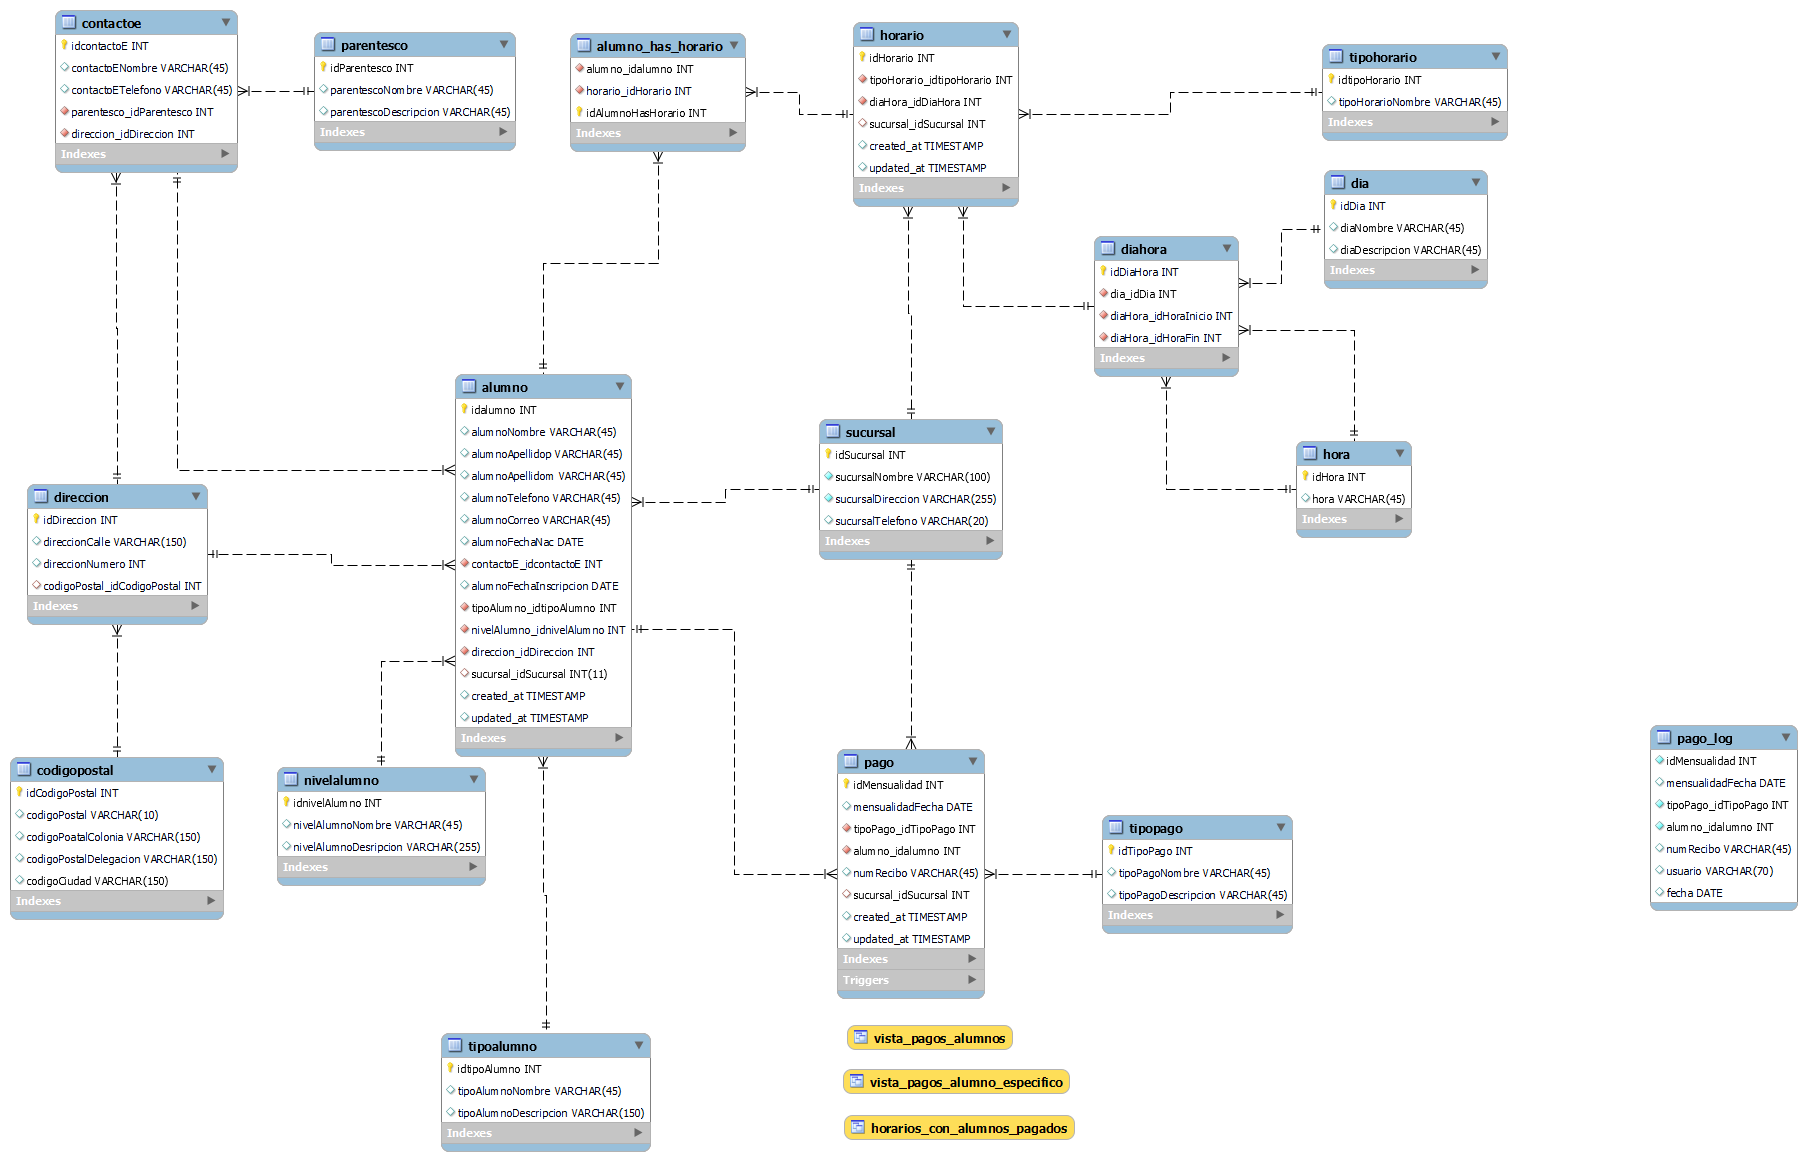 contactoe
idcontactoE INT
contactoENombre VARCHAR(45)
contactoETelefono VARCHAR(45)
parentesco_idParentesco INT
direccion_idDireccion INT
Indexes
parentesco
idParentesco INT
parentescoNombre VARCHAR(45)
parentescoDescripcion VARCHAR(45)
Indexes
alumno_has_horario
alumno_idalumno INT
horario_idHorario INT
idAlumnoHasHorario INT
Indexes
horario
idHorario INT
tipoHorario_idtipoHorario INT
diaHora_idDiaHora INT
sucursal_idSucursal INT
created_at TIMESTAMP
updated_at TIMESTAMP
Indexes
tipohorario
idtipoHorario INT
tipoHorarioNombre VARCHAR(45)
Indexes
dia
idDia INT
diaNombre VARCHAR(45)
diaDescripcion VARCHAR(45)
Indexes
diahora
idDiaHora INT
dia_idDia INT
diaHora_idHoraInicio INT
diaHora_idHoraFin INT
Indexes
alumno
idalumno INT
alumnoNombre VARCHAR(45)
alumnoApellidop VARCHAR(45)
alumnoApellidom VARCHAR(45)
alumnoTelefono VARCHAR(45)
alumnoCorreo VARCHAR(45)
alumnoFechaNac DATE
contactoE_idcontactoE INT
alumnoFechaInscripcion DATE
tipoAlumno_idtipoAlumno INT
nivelAlumno_idnivelAlumno INT
direccion_idDireccion INT
sucursal_idSucursal INT(11)
created_at TIMESTAMP
updated_at TIMESTAMP
Indexes
sucursal
idSucursal INT
sucursalNombre VARCHAR(100)
sucursalDireccion VARCHAR(255)
sucursalTelefono VARCHAR(20)
Indexes
hora
idHora INT
hora VARCHAR(45)
Indexes
direccion
idDireccion INT
direccionCalle VARCHAR(150)
direccionNumero INT
codigoPostal_idCodigoPostal INT
Indexes
codigopostal
idCodigoPostal INT
codigoPostal VARCHAR(10)
codigoPoatalColonia VARCHAR(150)
codigoPostalDelegacion VARCHAR(150)
codigoCiudad VARCHAR(150)
Indexes
nivelalumno
idnivelAlumno INT
nivelAlumnoNombre VARCHAR(45)
nivelAlumnoDesripcion VARCHAR(255)
Indexes
pago
idMensualidad INT
mensualidadFecha DATE
tipoPago_idTipoPago INT
alumno_idalumno INT
numRecibo VARCHAR(45)
sucursal_idSucursal INT
created_at TIMESTAMP
updated_at TIMESTAMP
Indexes
Triggers
tipopago
idTipoPago INT
tipoPagoNombre VARCHAR(45)
tipoPagoDescripcion VARCHAR(45)
Indexes
pago_log
idMensualidad INT
mensualidadFecha DATE
tipoPago_idTipoPago INT
alumno_idalumno INT
numRecibo VARCHAR(45)
usuario VARCHAR(70)
fecha DATE
tipoalumno
idtipoAlumno INT
tipoAlumnoNombre VARCHAR(45)
tipoAlumnoDescripcion VARCHAR(150)
Indexes
vista_pagos_alumnos
vista_pagos_alumno_especifico
horarios_con_alumnos_pagados